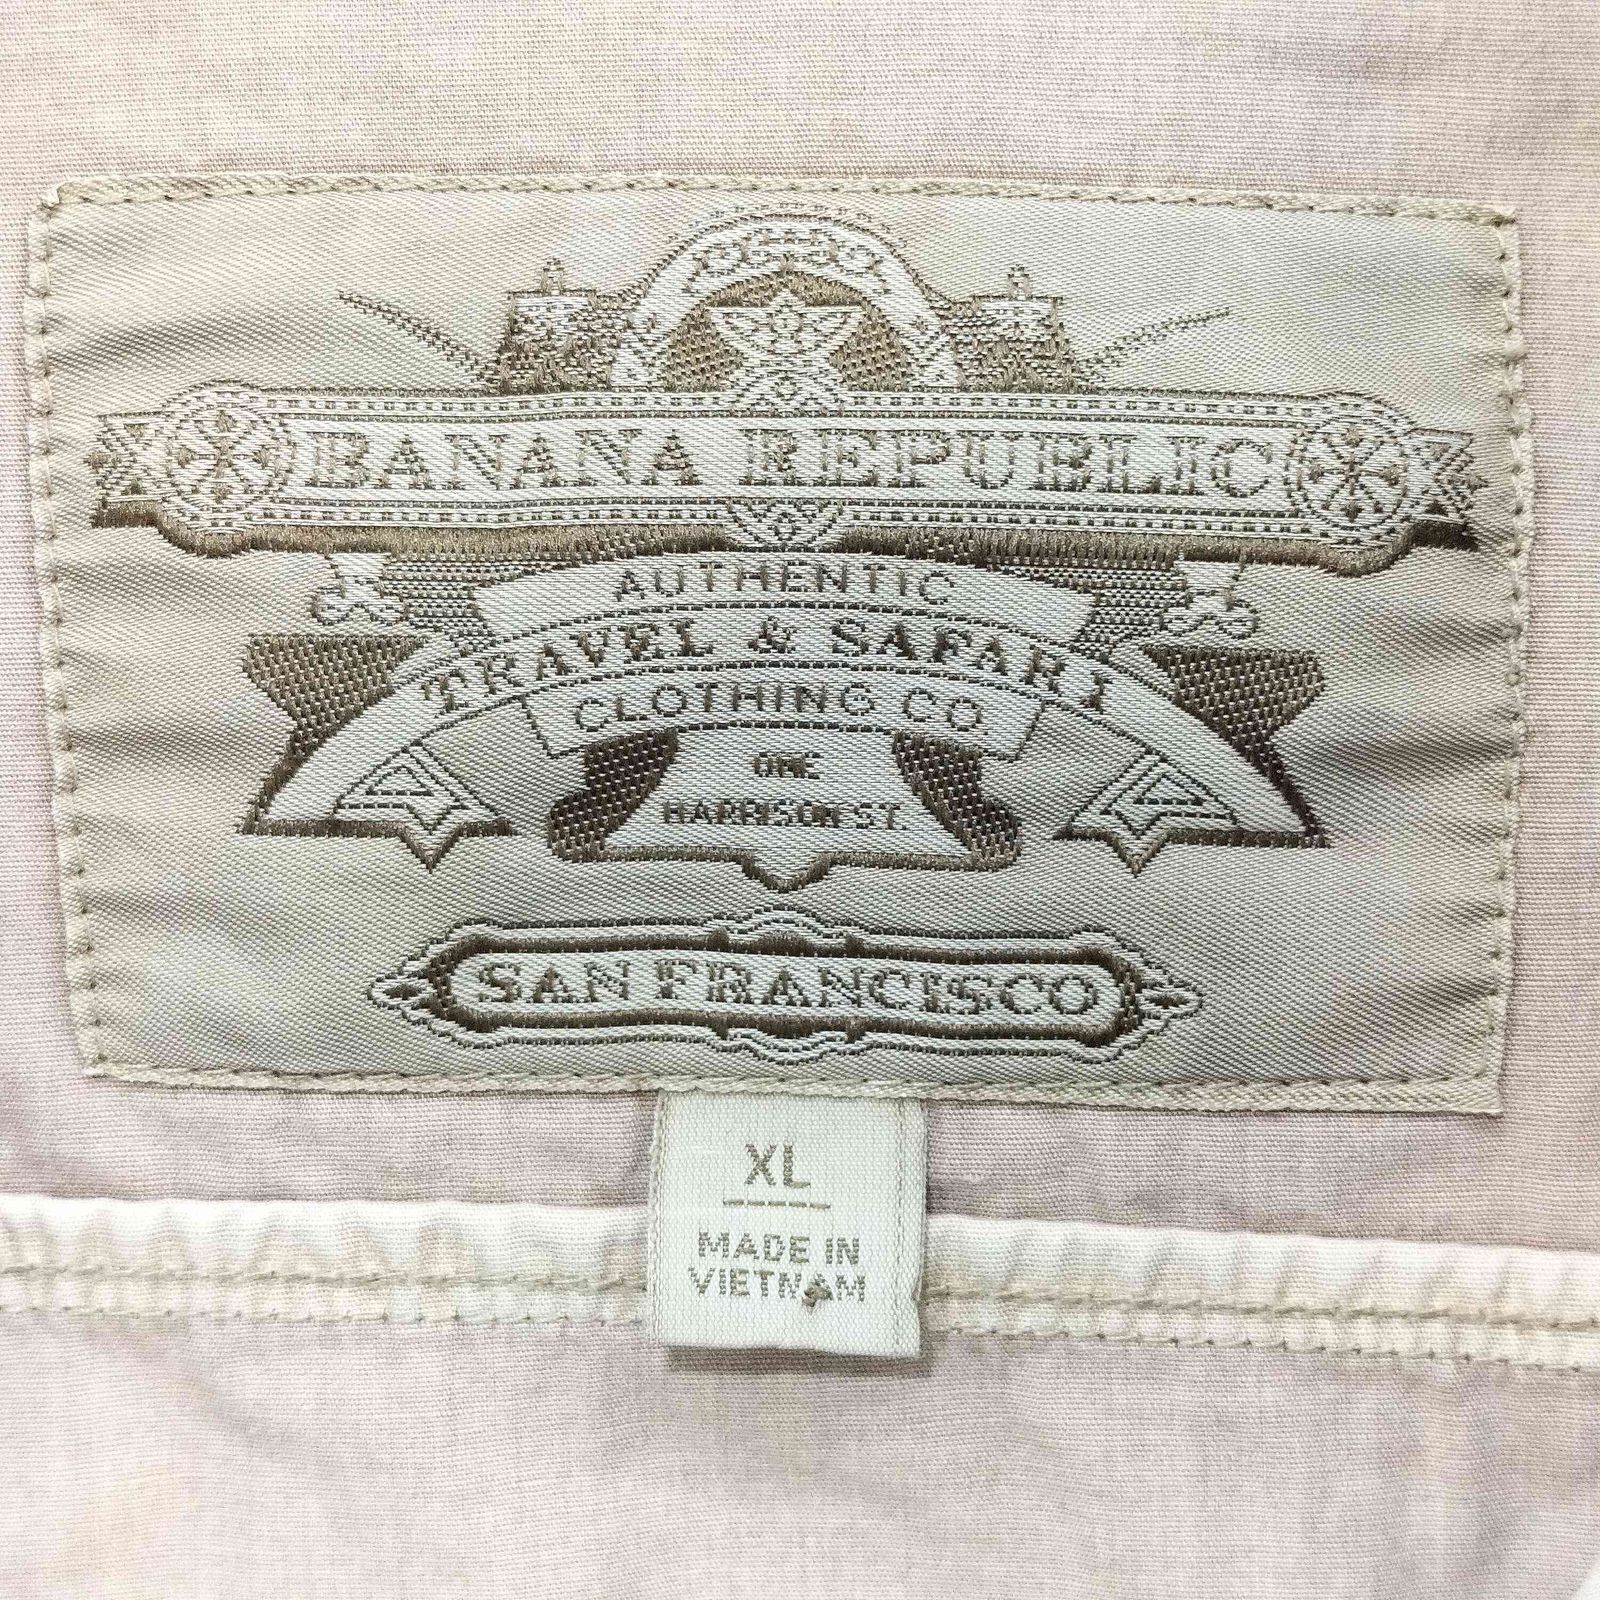 BANANA REPUBLIC
AUTHENTIC
TRAVEL & SAFARI
CLOTHING CO
ONE
HARRISON ST.
SAN FRANCISCO
XL
MADE IN
VIETNAM